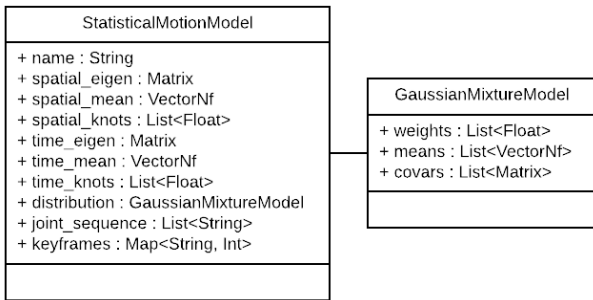 StatisticalMotionModel
+ name : String
+ spatial_eigen : Matrix
+ spatial_mean : VectorNf
+ spatial_knots : List<Float>
+ time_eigen : Matrix
+ time_mean : VectorNf
+ time_knots : List<Float>
+ distribution : GaussianMixtureModel
+ joint_sequence : List<String>
+ keyframes : Map<String, Int>
GaussianMixtureModel
+ weights : List<Float>
+ means : List<VectorNf>
+ covars : List<Matrix>